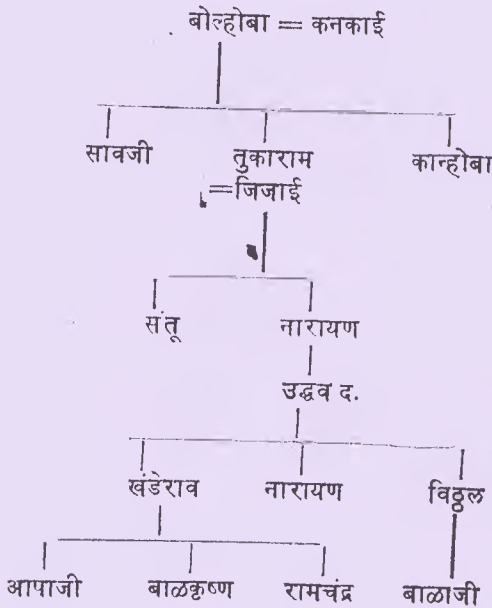 बोल्होबा = कनकाई
सावजी तुकाराम कान्होबा
=जिजाई
संतू नारायण
उद्धव द.
खंडेराव नारायण विठ्ठल
आपाजी बाळकृष्ण रामचंद्र बाळाजी